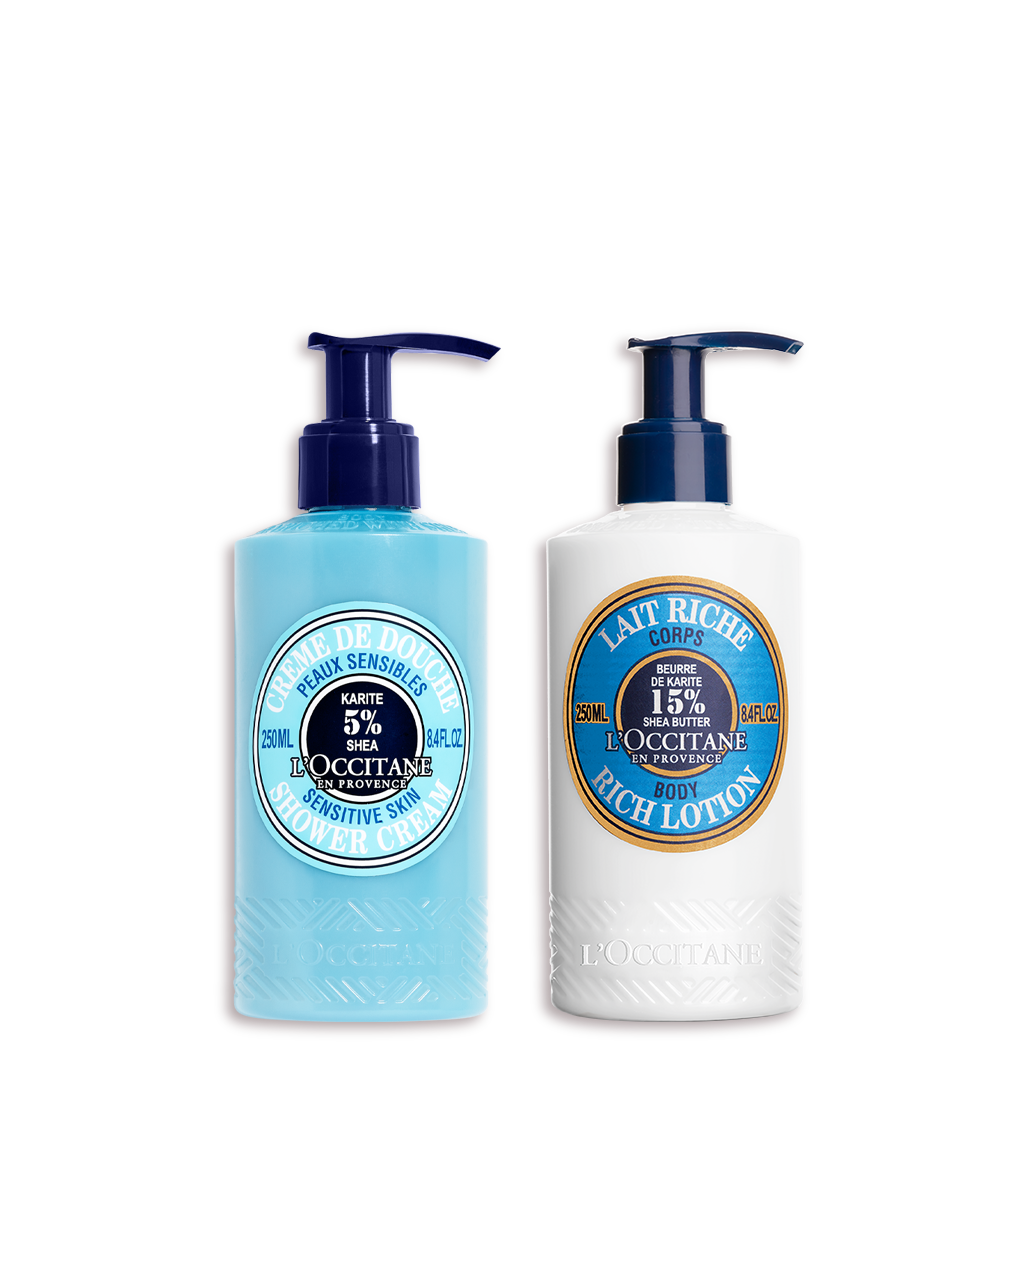 CRÈME DE DOUCHE
PEAUX SENSIBLES
KARITE
5%
SHEA
250ML
8.4FL.OZ
L'OCCITANE
EN PROVENCE
SENSITIVE SKIN
SHOWER CREAM
L'OCCITANE
LAIT RICHE
CORPS
BEURRE
DE KARITE
15%
SHEA BUTTER
250ML
8.4FL.OZ
L'OCCITANE
EN PROVENCE
BODY
RICH LOTION
L'OCCITANE